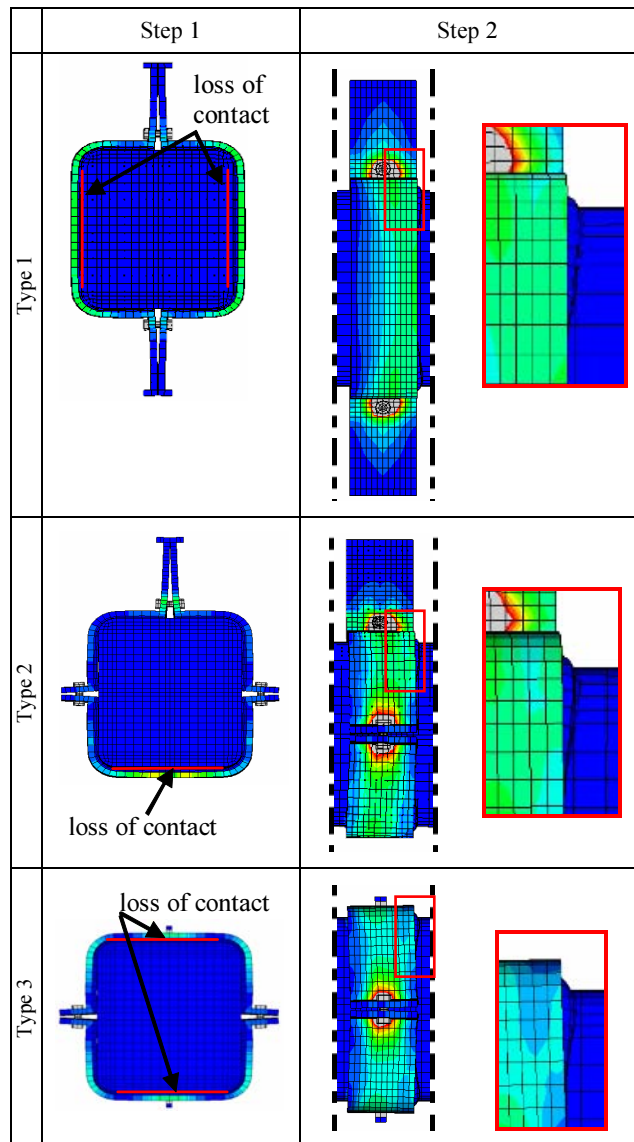 Step 1
Step 2
Type 1
loss of
contact
Type 2
loss of contact
Type 3
loss of contact